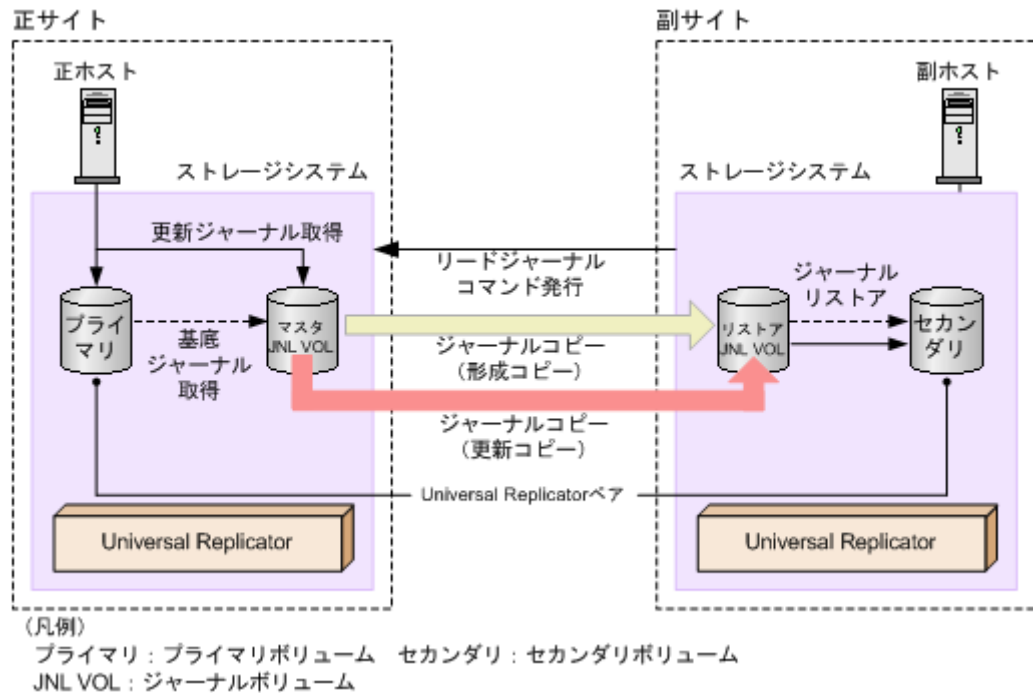 正サイト
副サイト
正ホスト
副ホスト
ストレージシステム
ストレージシステム
更新ジャーナル取得
リードジャーナル
コマンド発行
ジャーナル
リストア
プライ
マリ
基底
ジャーナル
取得
マスタ
JNL VOL
ジャーナルコピー
(形成コピー)
リストア
JNL VOL
セカン
ダリ
ジャーナルコピー
(更新コピー)
Universal Replicatorペア
Universal Replicator
Universal Replicator
(凡例)
プライマリ:プライマリボリューム セカンダリ:セカンダリボリューム
JNL VOL:ジャーナルボリューム